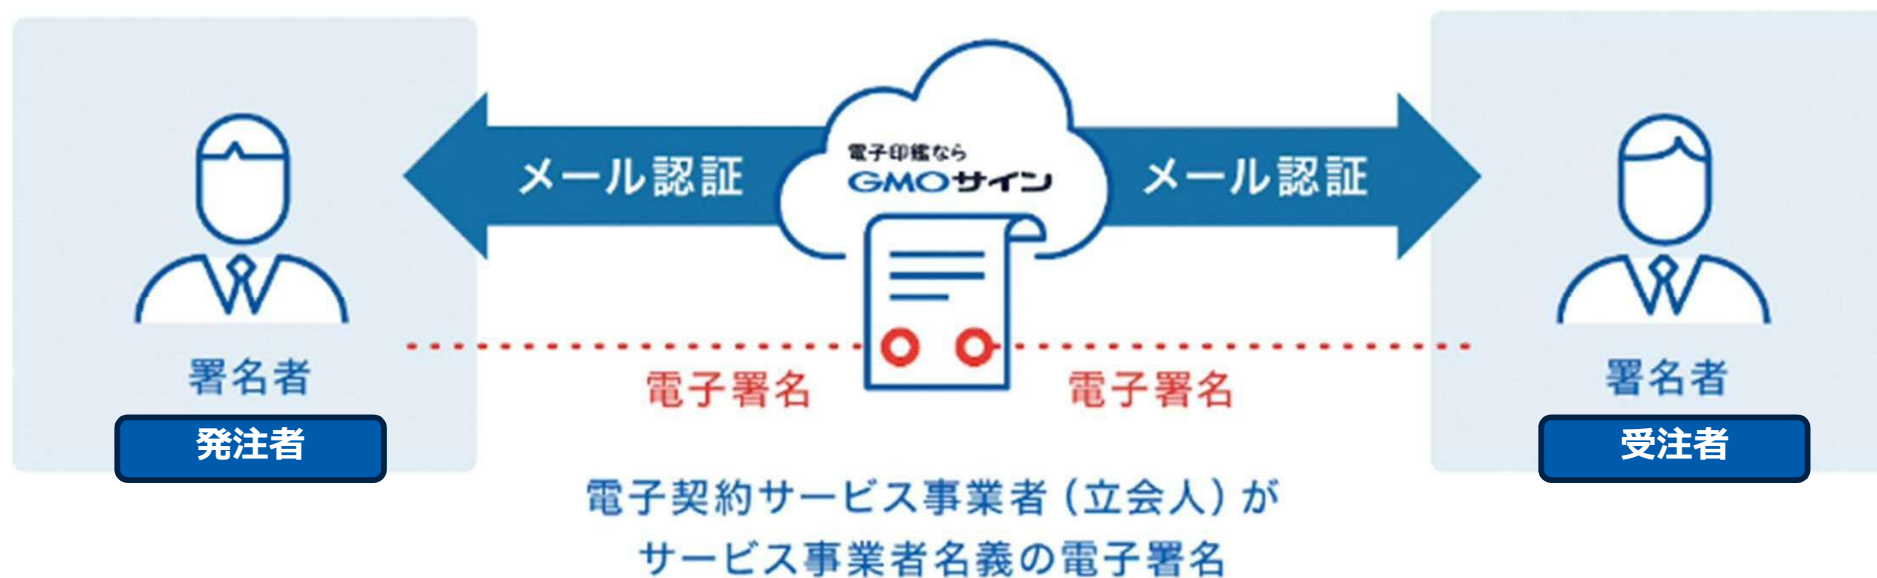 電子印鑑なら
GMOサイン
メール認証
メール認証
署名者
電子署名
電子署名
署名者
発注者
受注者
電子契約サービス事業者（立会人）が
サービス事業者名義の電子署名